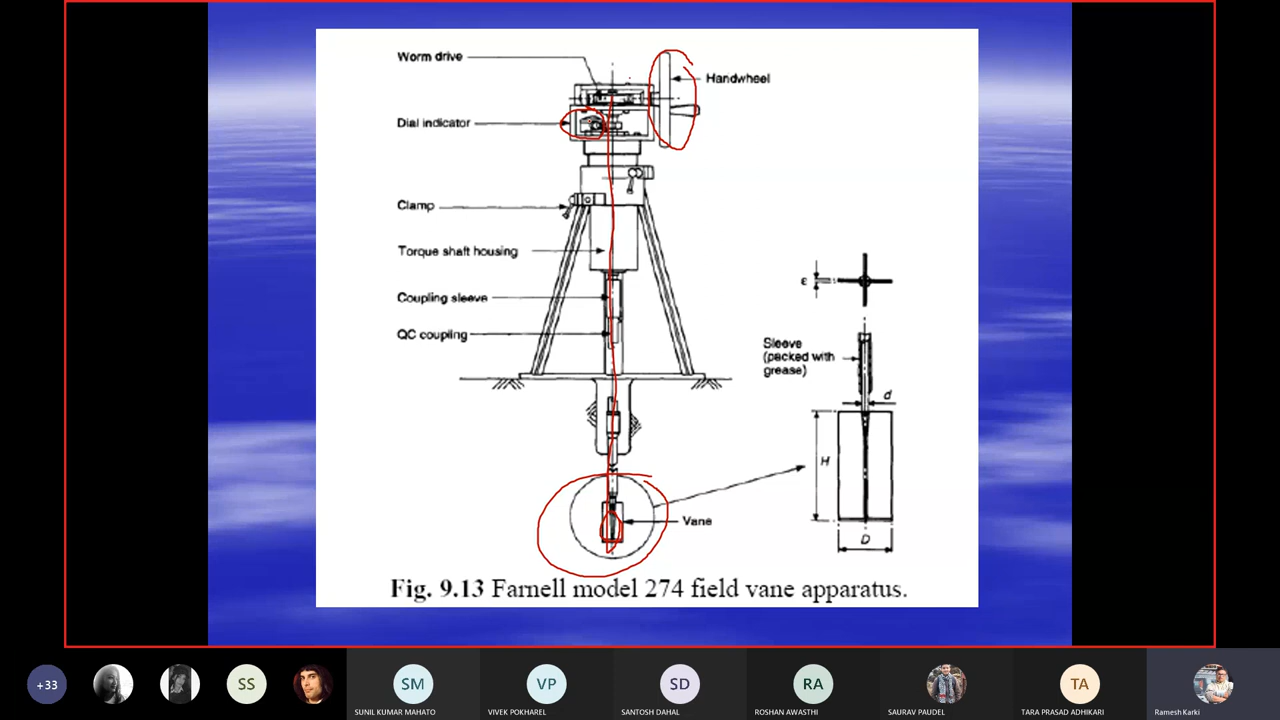 Worm drive
Handwheel
Dial indicator
Clamp
Torque shaft housing
Coupling sleeve
QC coupling
ε
Sleeve
(packed with
grease)
d
H
Vane
D
Fig. 9.13 Farnell model 274 field vane apparatus.
+33
SS
SM
VP
SD
RA
TA
SUNIL KUMAR MAHATO
VIVEK POKHAREL
SANTOSH DAHAL
ROSHAN AWASTHI
SAURAV PAUDEL
TARA PRASAD ADHIKARI
Ramesh Karki